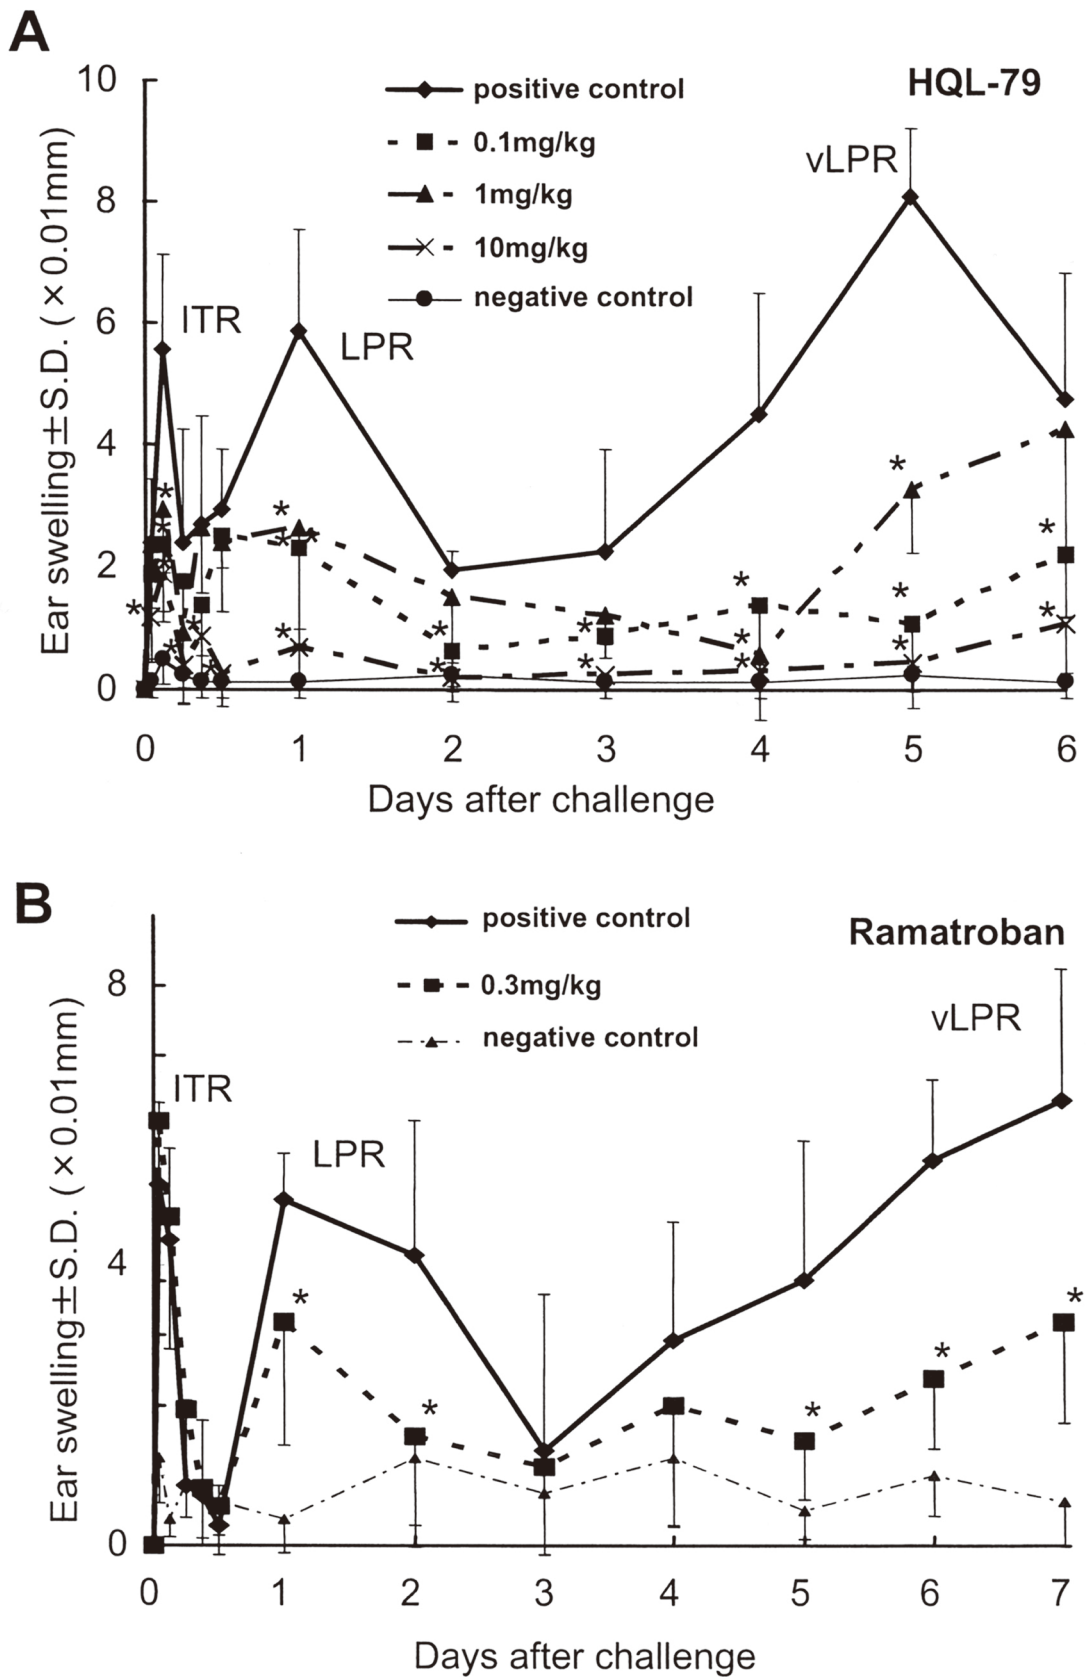 A
HQL-79
positive control
0.1mg/kg
1mg/kg
10mg/kg
negative control
Ear swelling±S.D. (×0.01mm)
10
8
6
4
2
0
ITR
LPR
vLPR
* * * * * * * * * * * * * * * * * * * * *
0 1 2 3 4 5 6
Days after challenge
B
Ramatroban
positive control
0.3mg/kg
negative control
Ear swelling±S.D. (×0.01mm)
8
4
0
ITR
LPR
vLPR
* * * * *
0 1 2 3 4 5 6 7
Days after challenge